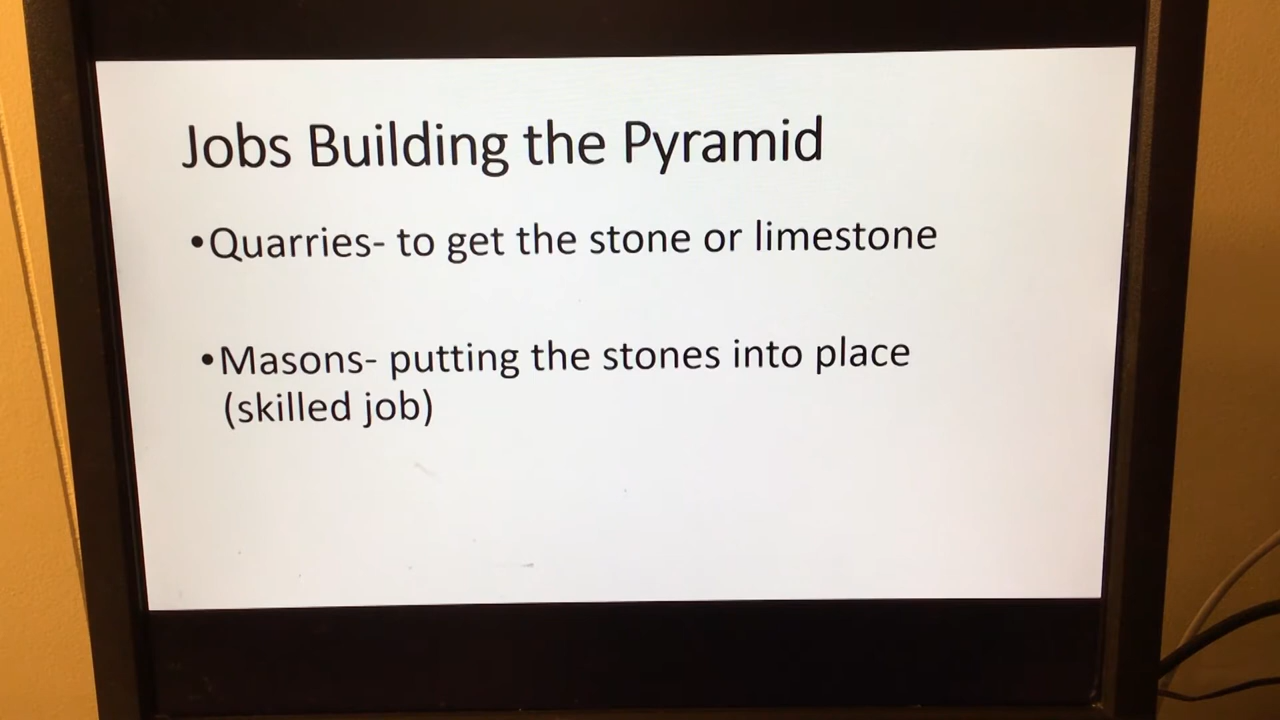 Jobs Building the Pyramid
•Quarries- to get the stone or limestone
•Masons- putting the stones into place
(skilled job)